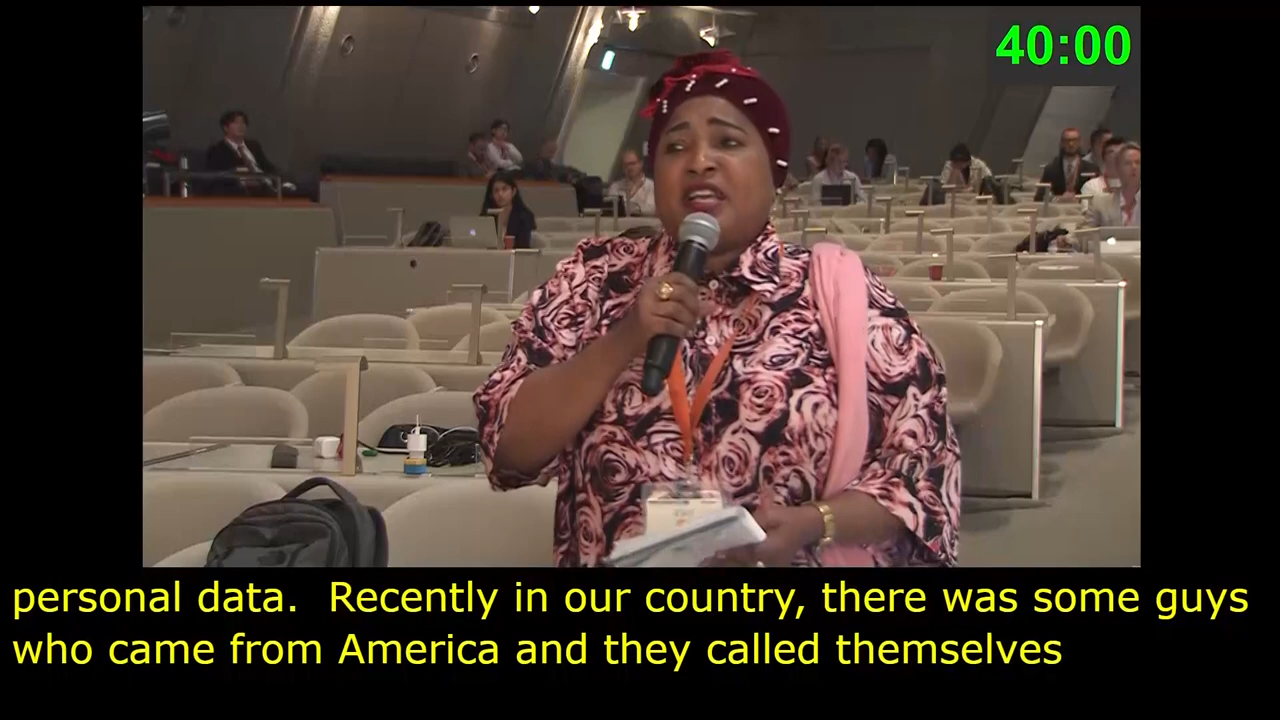 40:00
personal data.  Recently in our country, there was some guys
who came from America and they called themselves